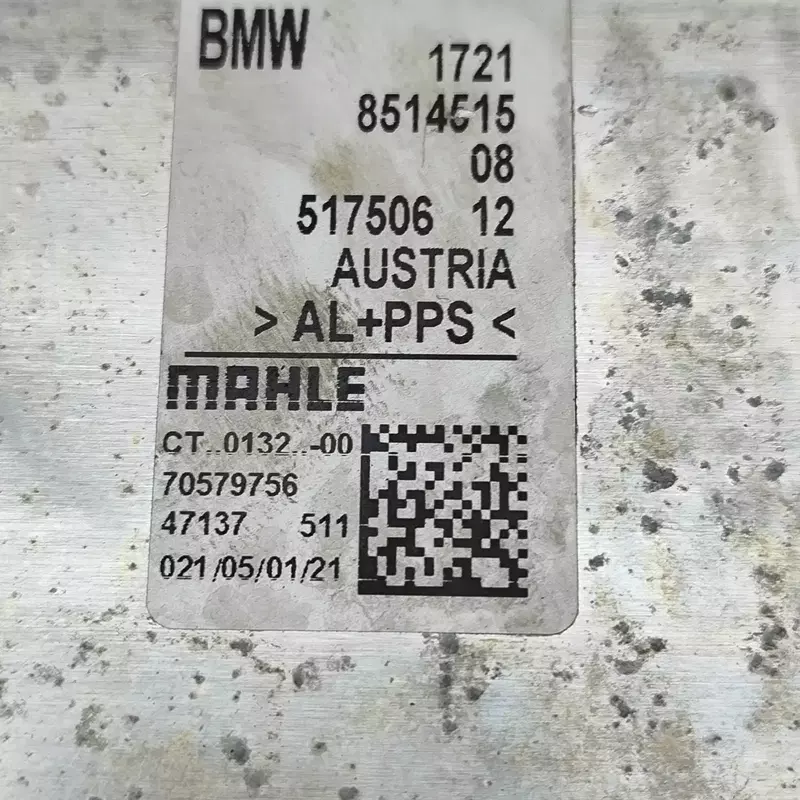 BMW 1721
8514515
08
517506 12
AUSTRIA
> AL+PPS <
MAHLE
CT..0132..-00
70579756
47137 511
021/05/01/21